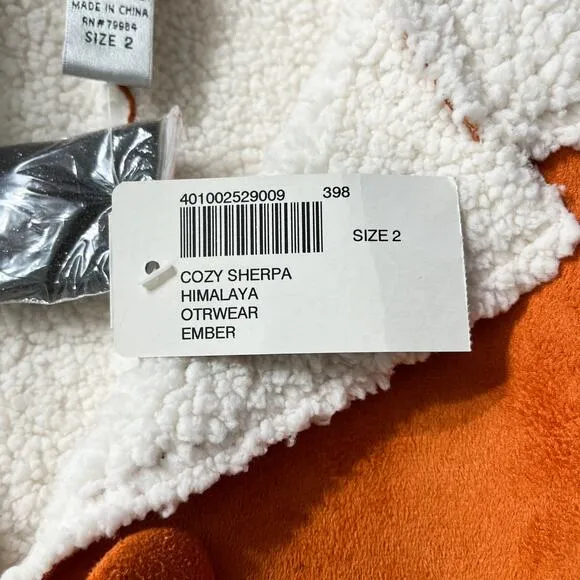 MADE IN CHINA
RN#79984
SIZE 2
401002529009 398
SIZE 2
COZY SHERPA
HIMALAYA
OTRWEAR
EMBER